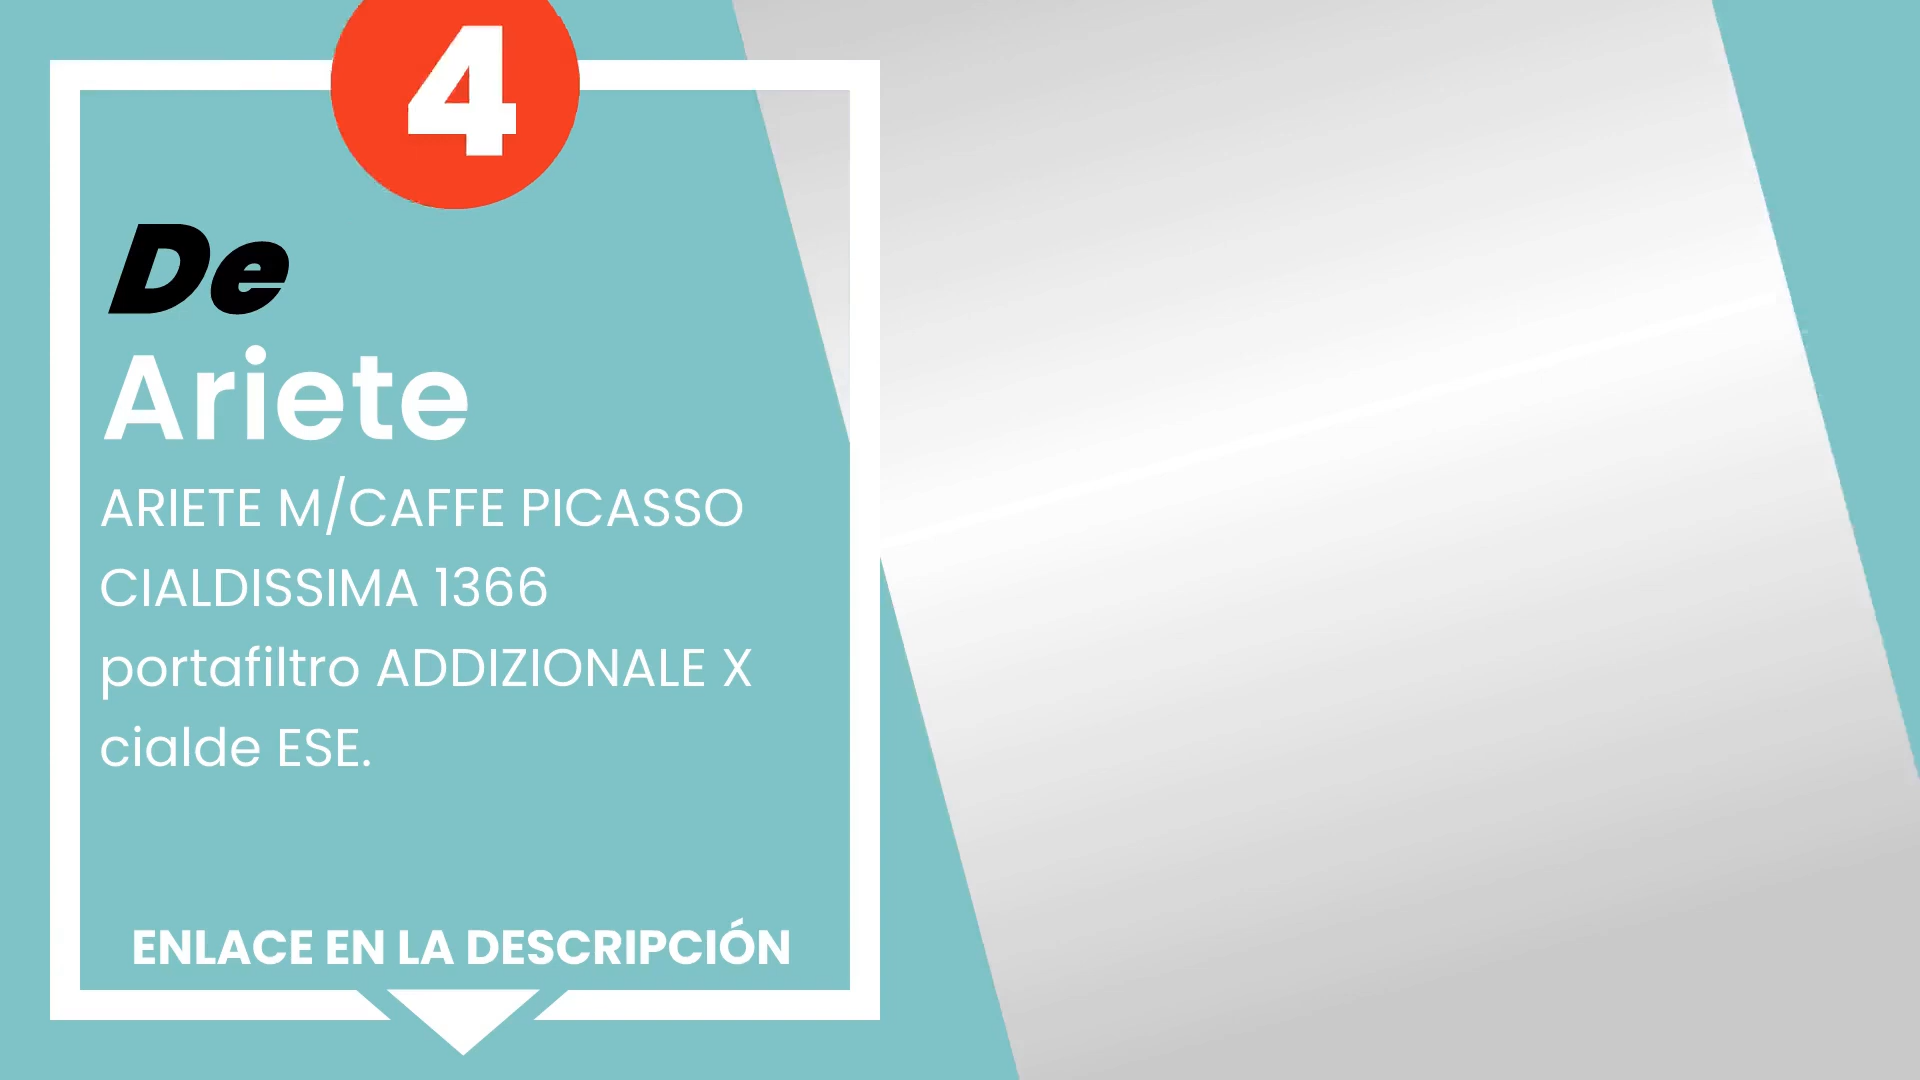 4
De
Ariete
ARIETE M/CAFFE PICASSO
CIALDISSIMA 1366
portafiltro ADDIZIONALE X
cialde ESE.
ENLACE EN LA DESCRIPCIÓN